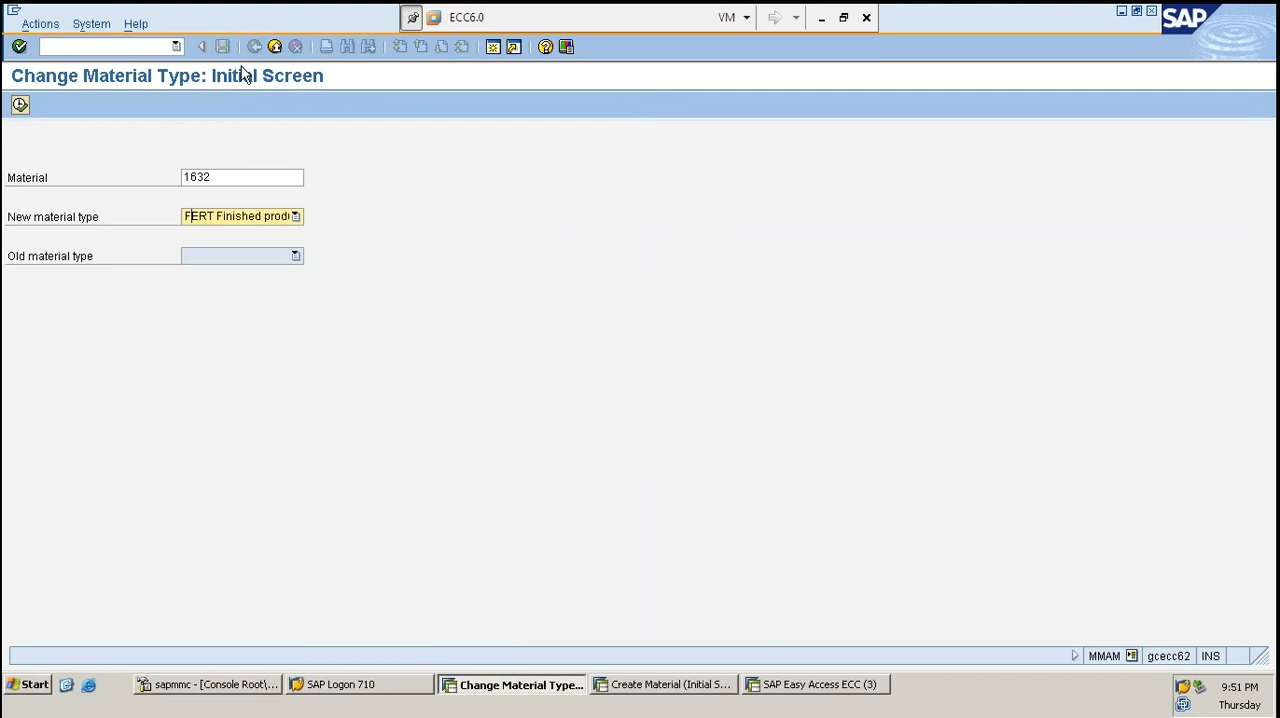 ECC6.0
VM
Actions System Help
SAP
Change Material Type: Initial Screen
Material 1632
New material type FERT Finished produ
Old material type
MMAM gcecc62 INS
Start sapmmc - [Console Root\... SAP Logon 710 Change Material Type... Create Material (Initial S... SAP Easy Access ECC (3) 9:51 PM
Thursday